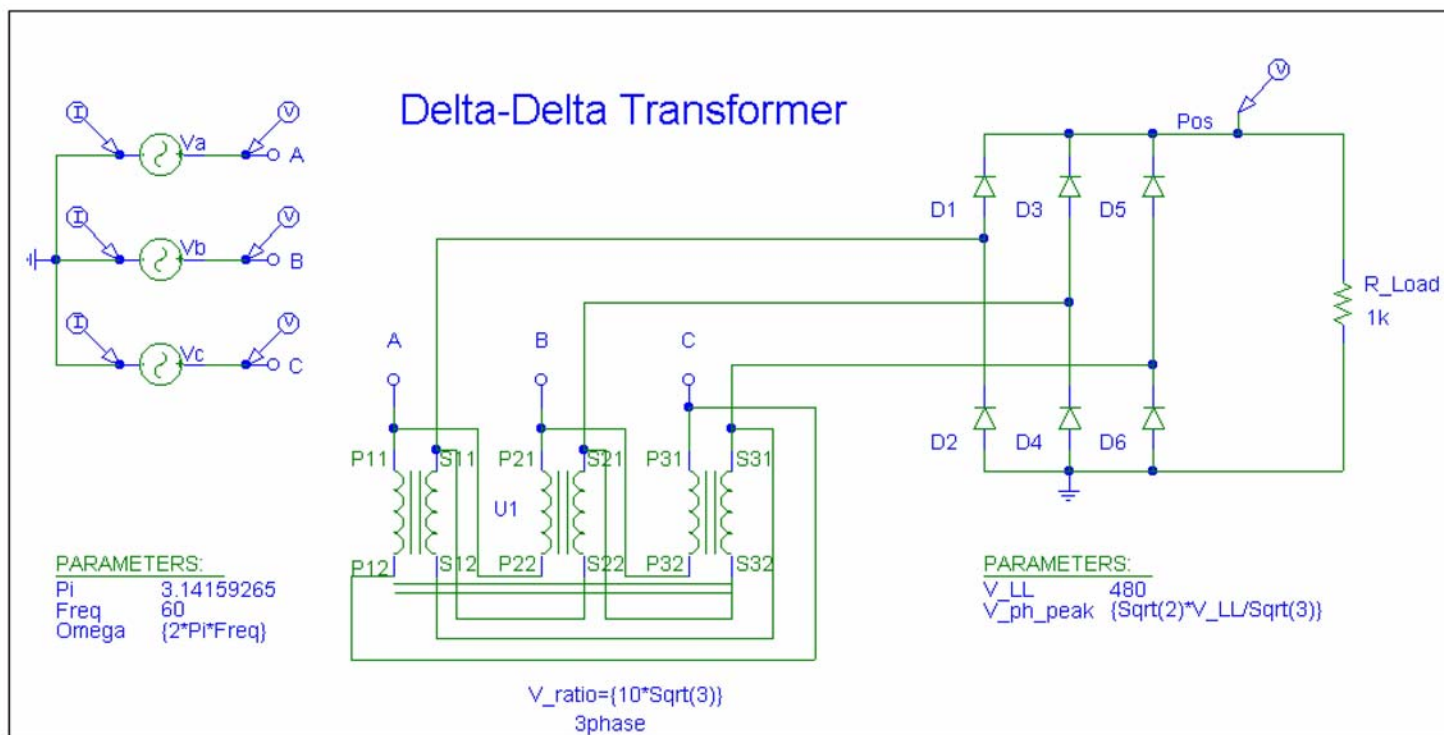 Delta-Delta Transformer
I
V
Va
A
I
V
Vb
B
I
V
Vc
C
V
Pos
D1
D3
D5
R_Load
1k
D2
D4
D6
A
B
C
P11
S11
P21
S21
P31
S31
U1
P12
S12
P22
S22
P32
S32
PARAMETERS:
Pi 3.14159265
Freq 60
Omega {2*Pi*Freq}
PARAMETERS:
V_LL 480
V_ph_peak {Sqrt(2)*V_LL/Sqrt(3)}
V_ratio={10*Sqrt(3)}
3phase